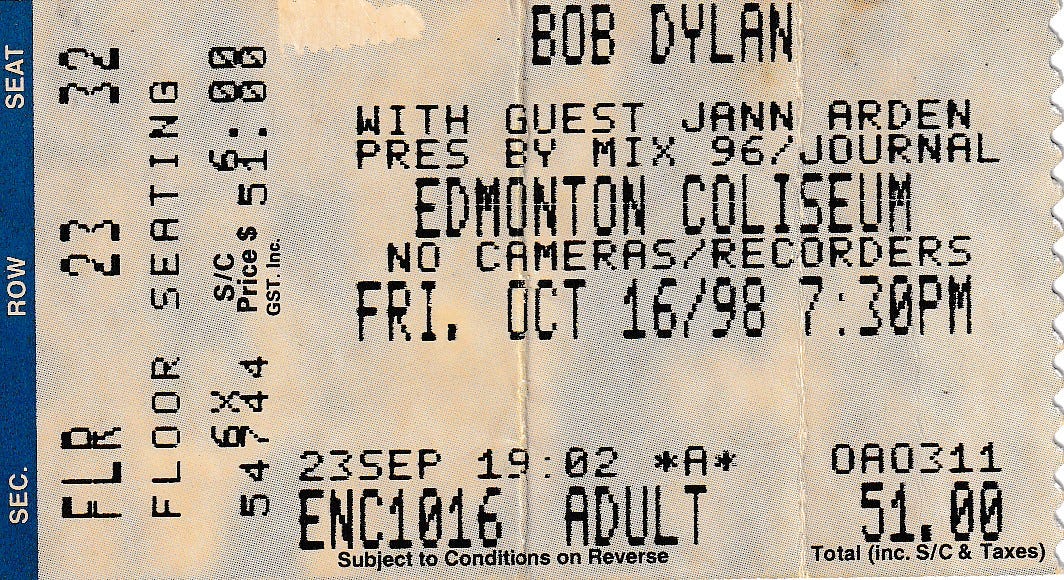 BOB DYLAN
WITH GUEST JANN ARDEN
PRES BY MIX 96/JOURNAL
EDMONTON COLISEUM
NO CAMERAS/RECORDERS
FRI. OCT 16/98 7:30PM
23SEP 19:02 *A* 0A0311
ENC1016 ADULT 51.00
Subject to Conditions on Reverse Total (inc. S/C & Taxes)
SEC. ROW SEAT
FLR 23 32
FLOOR SEATING
6X 6.00
S/C
Price $
54744 51.00
GST. Inc.